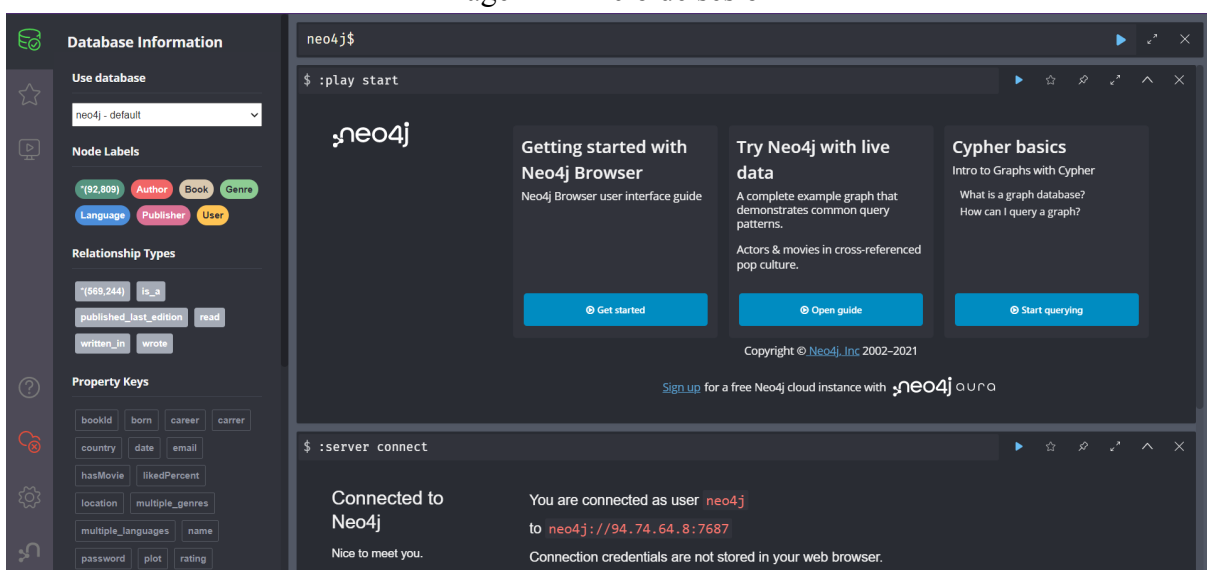 Database Information
Use database
neo4j - default
Node Labels
*(92,809) Author Book Genre
Language Publisher User
Relationship Types
*(569,244) is_a
published_last_edition read
written_in wrote
Property Keys
bookId born career carrer
country date email
hasMovie likedPercent
location multiple_genres
multiple_languages name
password plot rating
neo4j$
$ :play start
neo4j
Getting started with
Neo4j Browser
Neo4j Browser user interface guide
Get started
Try Neo4j with live
data
A complete example graph that
demonstrates common query
patterns.
Actors & movies in cross-referenced
pop culture.
Open guide
Cypher basics
Intro to Graphs with Cypher
What is a graph database?
How can I query a graph?
Start querying
Copyright © Neo4j, Inc 2002–2021
Sign up for a free Neo4j cloud instance with neo4j aura
$ :server connect
Connected to
Neo4j
Nice to meet you.
You are connected as user neo4j
to neo4j://94.74.64.8:7687
Connection credentials are not stored in your web browser.